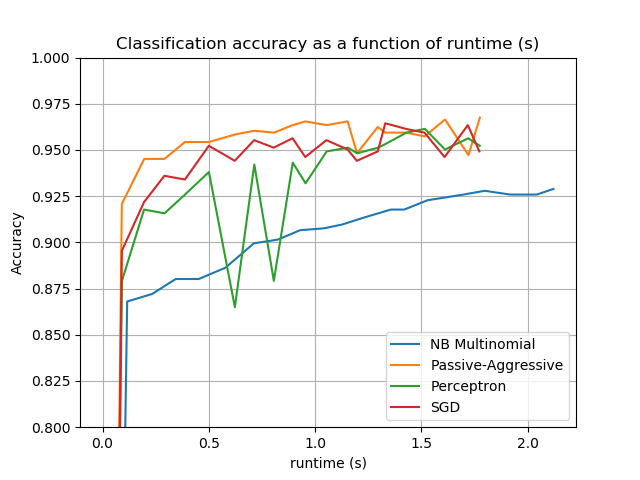 Classification accuracy as a function of runtime (s)
1.000
0.975
0.950
0.925
0.900
0.875
0.850
0.825
0.800
Accuracy
NB Multinomial
Passive-Aggressive
Perceptron
SGD
0.0 0.5 1.0 1.5 2.0
runtime (s)